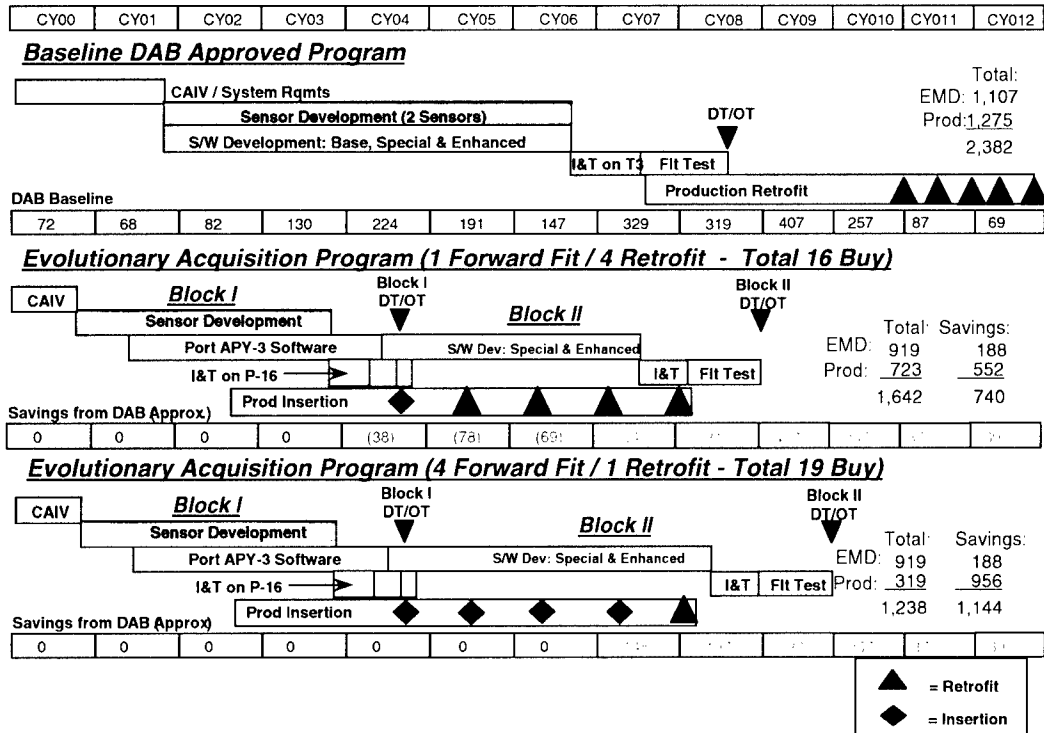 CY00 CY01 CY02 CY03 CY04 CY05 CY06 CY07 CY08 CY09 CY010 CY011 CY012
Baseline DAB Approved Program
CAIV / System Rqmts
Sensor Development (2 Sensors)
S/W Development: Base, Special & Enhanced
I&T on T3 Flt Test
DT/OT
Production Retrofit
Total:
EMD: 1,107
Prod: 1,275
2,382
DAB Baseline
72 68 82 130 224 191 147 329 319 407 257 87 69
Evolutionary Acquisition Program (1 Forward Fit / 4 Retrofit - Total 16 Buy)
CAIV
Block I
Block I
DT/OT
Block II
Block II
DT/OT
Sensor Development
Port APY-3 Software
S/W Dev: Special & Enhanced
I&T on P-16
I&T Flt Test
Prod Insertion
Total: Savings:
EMD: 919 188
Prod: 723 552
1,642 740
Savings from DAB (Approx.)
0 0 0 0 (38) (78) (69)
Evolutionary Acquisition Program (4 Forward Fit / 1 Retrofit - Total 19 Buy)
CAIV
Block I
Block I
DT/OT
Block II
Block II
DT/OT
Sensor Development
Port APY-3 Software
S/W Dev: Special & Enhanced
I&T on P-16
I&T Flt Test
Prod Insertion
Total: Savings:
EMD: 919 188
Prod: 319 956
1,238 1,144
Savings from DAB (Approx)
0 0 0 0 0 0 0
= Retrofit
= Insertion